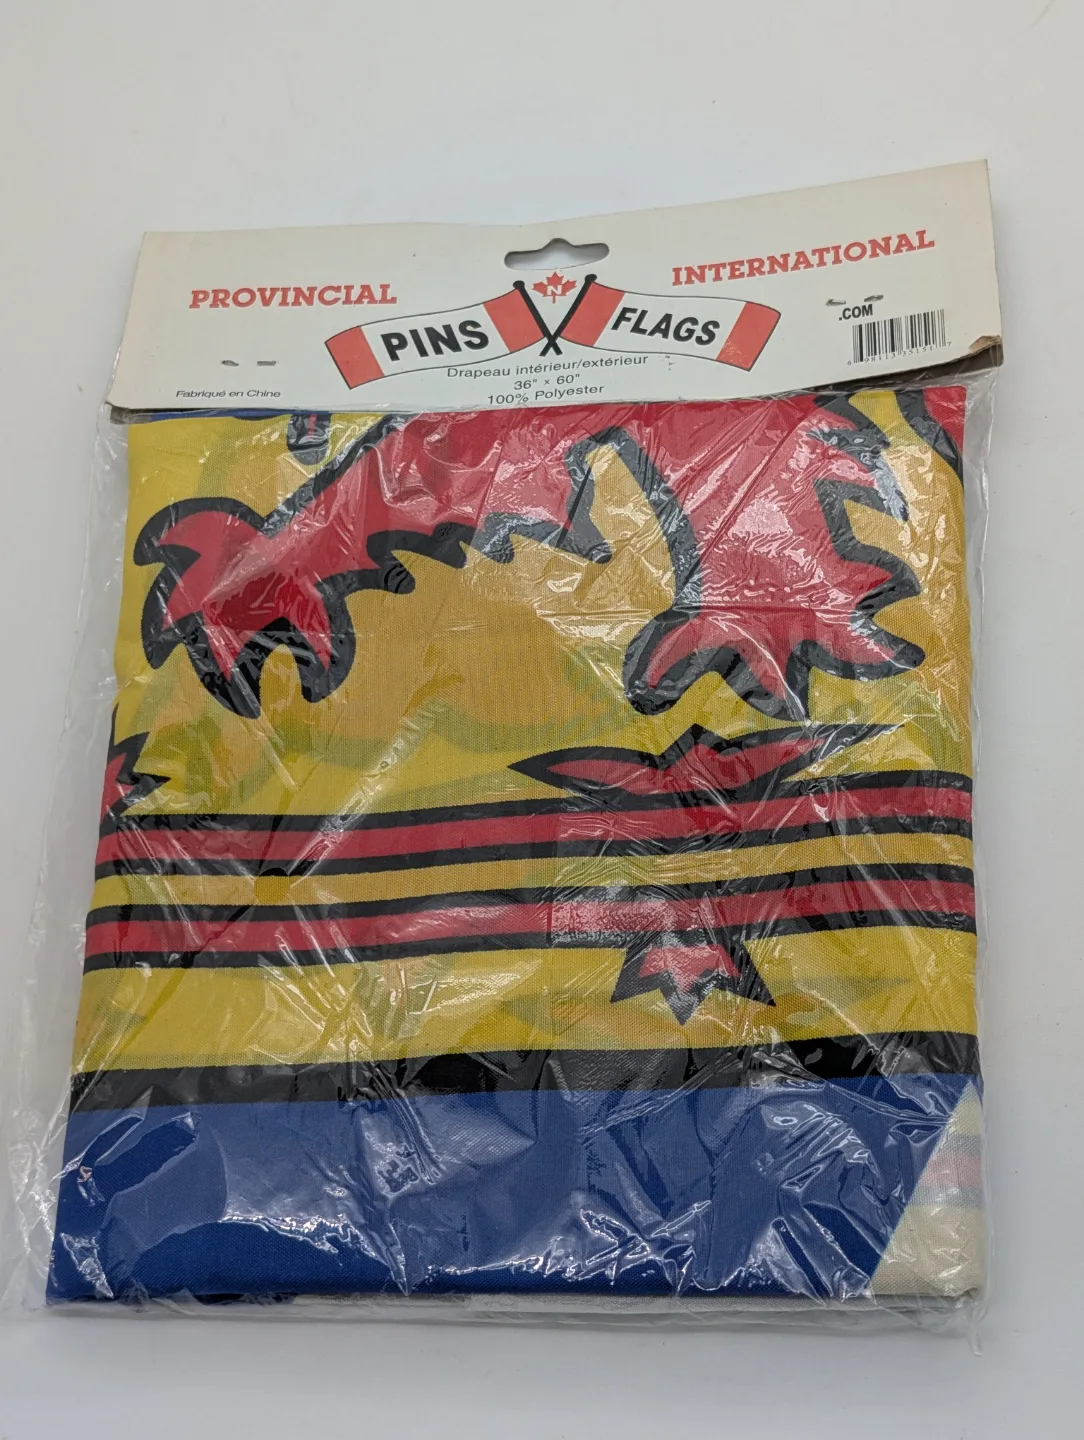 PROVINCIAL
INTERNATIONAL
N
PINS FLAGS
.COM
Drapeau intérieur/extérieur
36" x 60"
100% Polyester
Fabriqué en Chine